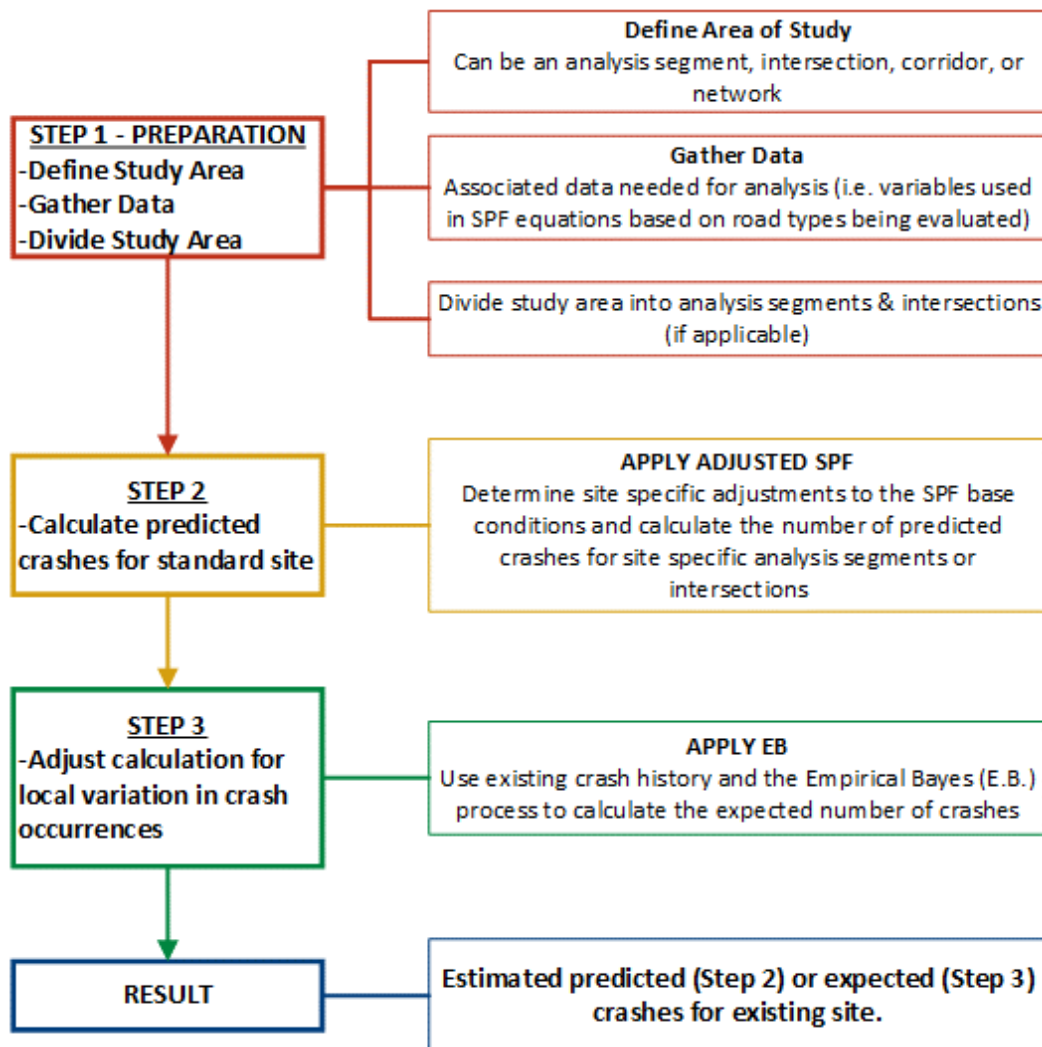 STEP 1 - PREPARATION
-Define Study Area
-Gather Data
-Divide Study Area
Define Area of Study
Can be an analysis segment, intersection, corridor, or
network
Gather Data
Associated data needed for analysis (i.e. variables used
in SPF equations based on road types being evaluated)
Divide study area into analysis segments & intersections
(if applicable)
STEP 2
-Calculate predicted
crashes for standard site
APPLY ADJUSTED SPF
Determine site specific adjustments to the SPF base
conditions and calculate the number of predicted
crashes for site specific analysis segments or
intersections
STEP 3
-Adjust calculation for
local variation in crash
occurrences
APPLY EB
Use existing crash history and the Empirical Bayes (E.B.)
process to calculate the expected number of crashes
RESULT
Estimated predicted (Step 2) or expected (Step 3)
crashes for existing site.